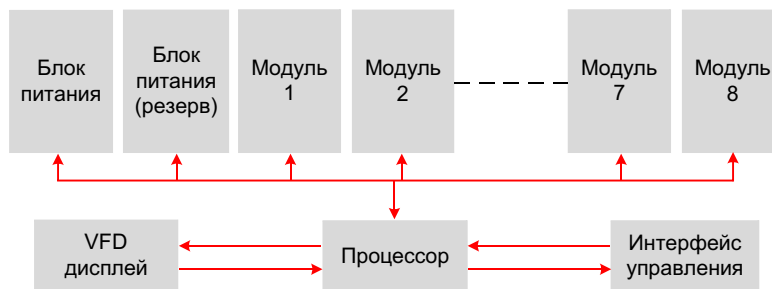 Блок
питания
Блок
питания
(резерв)
Модуль
1
Модуль
2
Модуль
7
Модуль
8
VFD
дисплей
Процессор
Интерфейс
управления